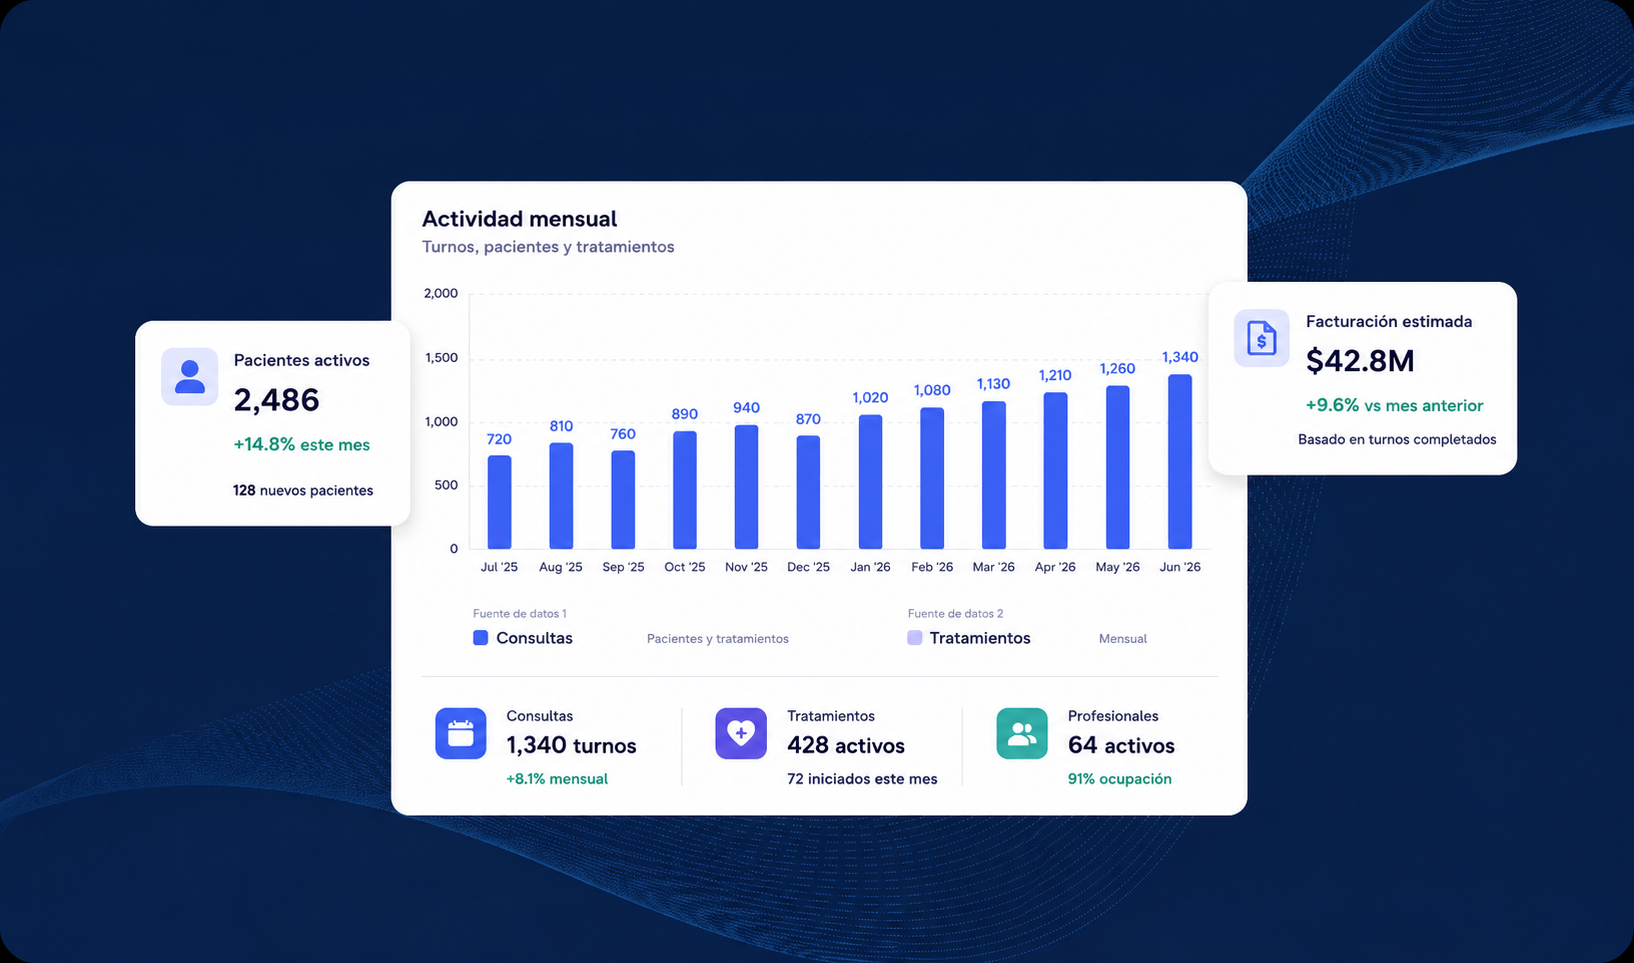 Actividad mensual
Turnos, pacientes y tratamientos
Pacientes activos
2,486
+14.8% este mes
128 nuevos pacientes
2,000
1,500
1,000
500
0
720
810
760
890
940
870
1,020
1,080
1,130
1,210
1,260
1,340
Jul '25
Aug '25
Sep '25
Oct '25
Nov '25
Dec '25
Jan '26
Feb '26
Mar '26
Apr '26
May '26
Jun '26
Facturación estimada
$42.8M
+9.6% vs mes anterior
Basado en turnos completados
Fuente de datos 1
Consultas
Pacientes y tratamientos
Fuente de datos 2
Tratamientos
Mensual
Consultas
1,340 turnos
+8.1% mensual
Tratamientos
428 activos
72 iniciados este mes
Profesionales
64 activos
91% ocupación